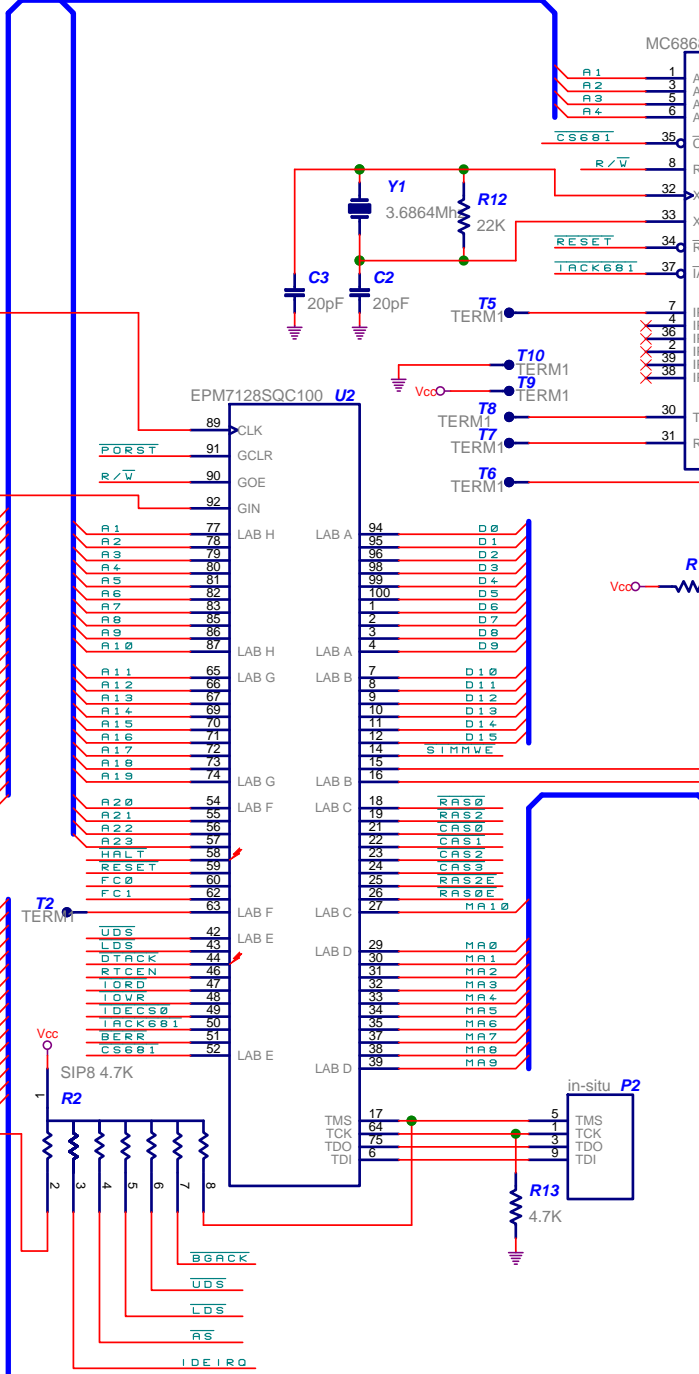 MC686
A1 1 A
A2 3 A
A3 5 A
A4 6 A
CS681 35
R/W 8 R
32 X
33 X
RESET 34
IACK681 37
Y1
3.6864Mhz
R12
22K
C3
20pF
C2
20pF
T5
TERM1
7
4
36
2
39
38
T10
TERM1
Vcc
T9
TERM1
T8
TERM1
30 T
T7
TERM1
31 R
T6
TERM1
Vcc
R
EPM7128SQC100 U2
89 CLK
PORST 91 GCLR
R/W 90 GOE
92 GIN
A1 77 LAB H
A2 78
A3 79
A4 80
A5 81
A6 82
A7 83
A8 85
A9 86
A10 87 LAB H
A11 65 LAB G
A12 66
A13 67
A14 69
A15 70
A16 71
A17 72
A18 73
A19 74 LAB G
A20 54 LAB F
A21 55
A22 56
A23 57
HALT 58
RESET 59
FC0 60
FC1 62
T2
TERM1
63 LAB F
UDS 42 LAB E
LDS 43
DTACK 44
RTCEN 46
IORD 47
IOWR 48
IDECS0 49
IACK681 50
BERR 51
CS681 52 LAB E
LAB A 94 D0
95 D1
96 D2
98 D3
99 D4
100 D5
1 D6
2 D7
3 D8
LAB A 4 D9
LAB B 7 D10
8 D11
9 D12
10 D13
11 D14
12 D15
14 SIMMWE
15
LAB B 16
LAB C 18 RAS0
19 RAS2
21 CAS0
22 CAS1
23 CAS2
24 CAS3
25 RAS2E
26 RAS0E
LAB C 27 MA10
LAB D 29 MA0
30 MA1
31 MA2
32 MA3
33 MA4
34 MA5
35 MA6
37 MA7
38 MA8
LAB D 39 MA9
TMS 17
TCK 64
TDO 75
TDI 6
in-situ P2
5 TMS
1 TCK
3 TDO
9 TDI
R13
4.7K
Vcc
SIP8 4.7K
1
R2
2 3 4 5 6 7 8
BGACK
UDS
LDS
AS
IDEIRQ